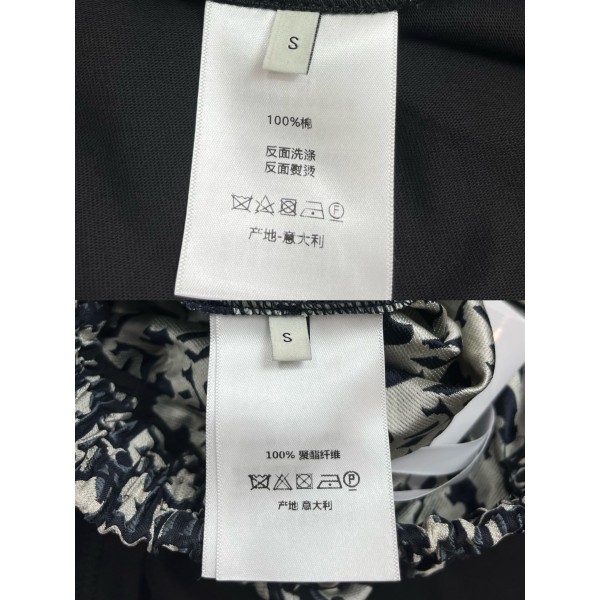 S
100%棉
反面洗涤
反面熨烫
F
产地-意大利
S
100% 聚酯纤维
P
产地 意大利